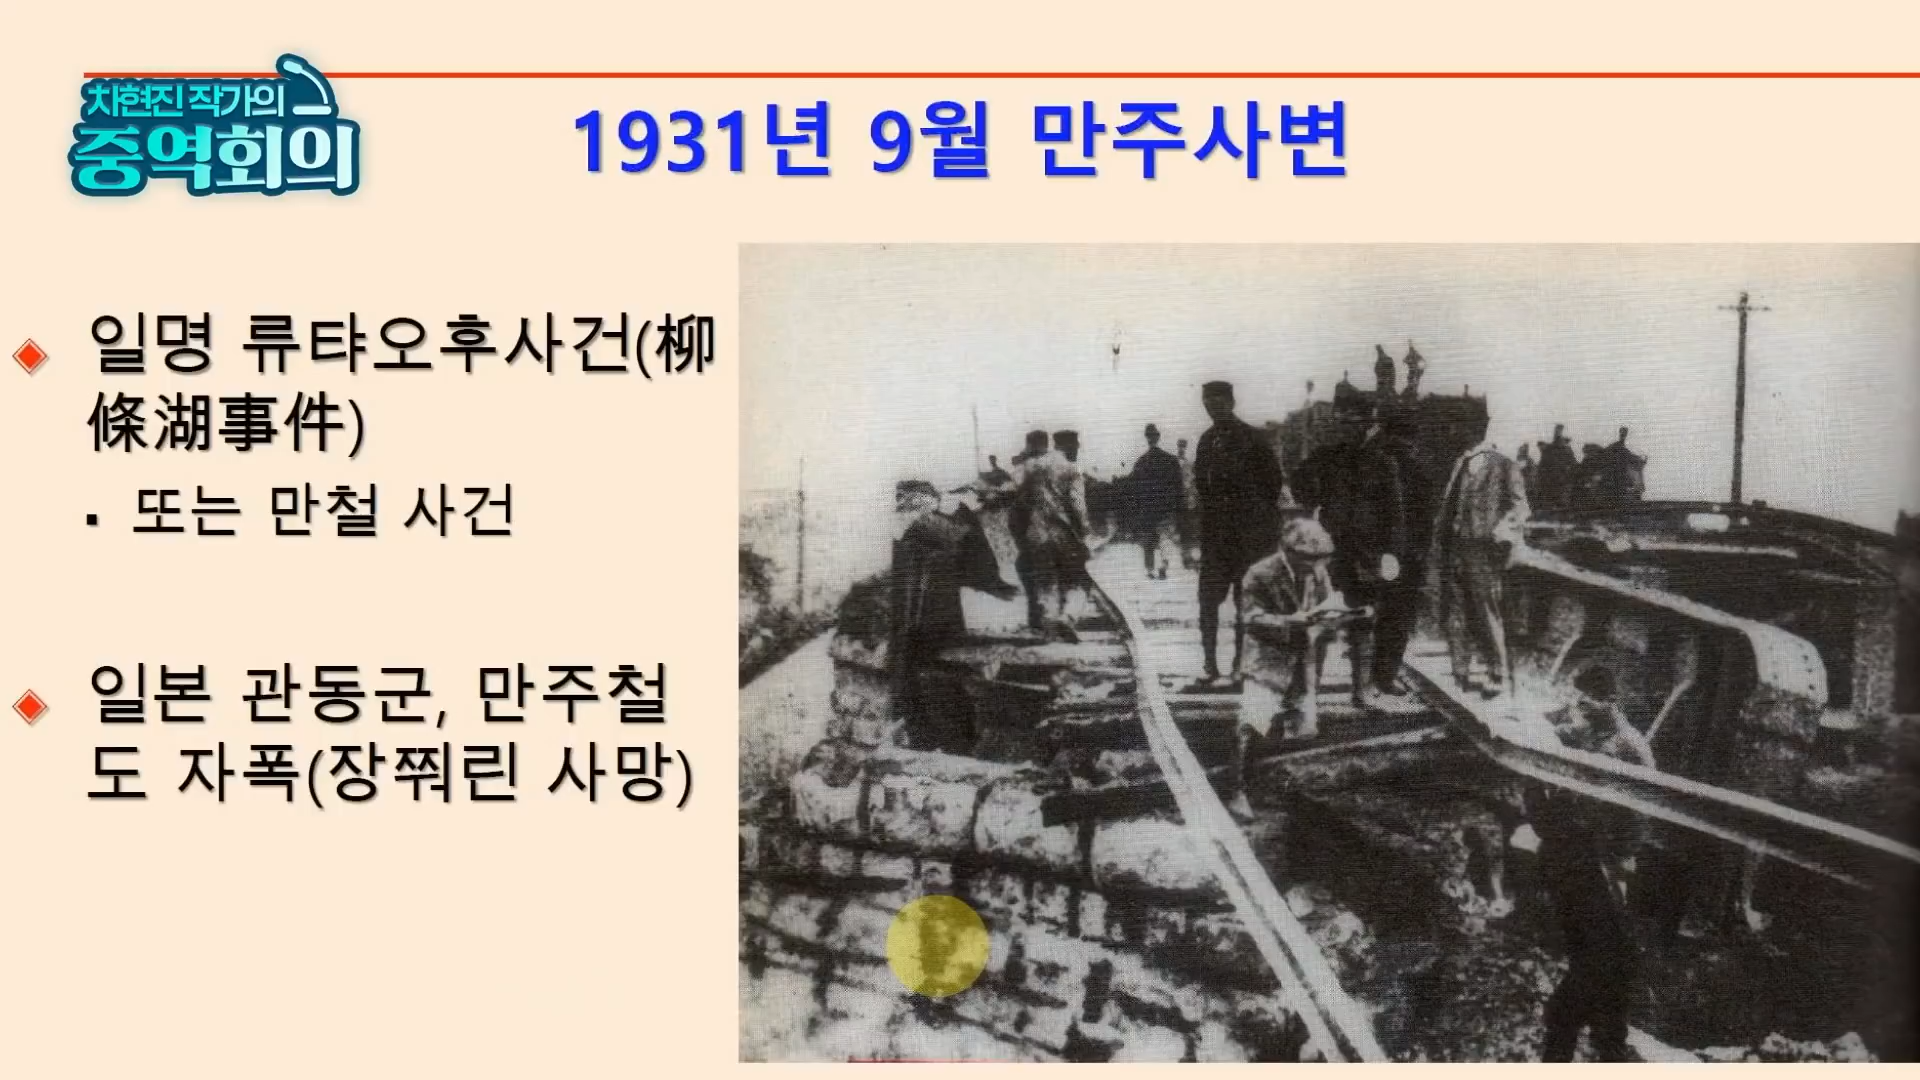 차현진 작가의
중역회의
1931년 9월 만주사변
일명 류탸오후사건(柳
條湖事件)
또는 만철 사건
일본 관동군, 만주철
도 자폭(장쭤린 사망)